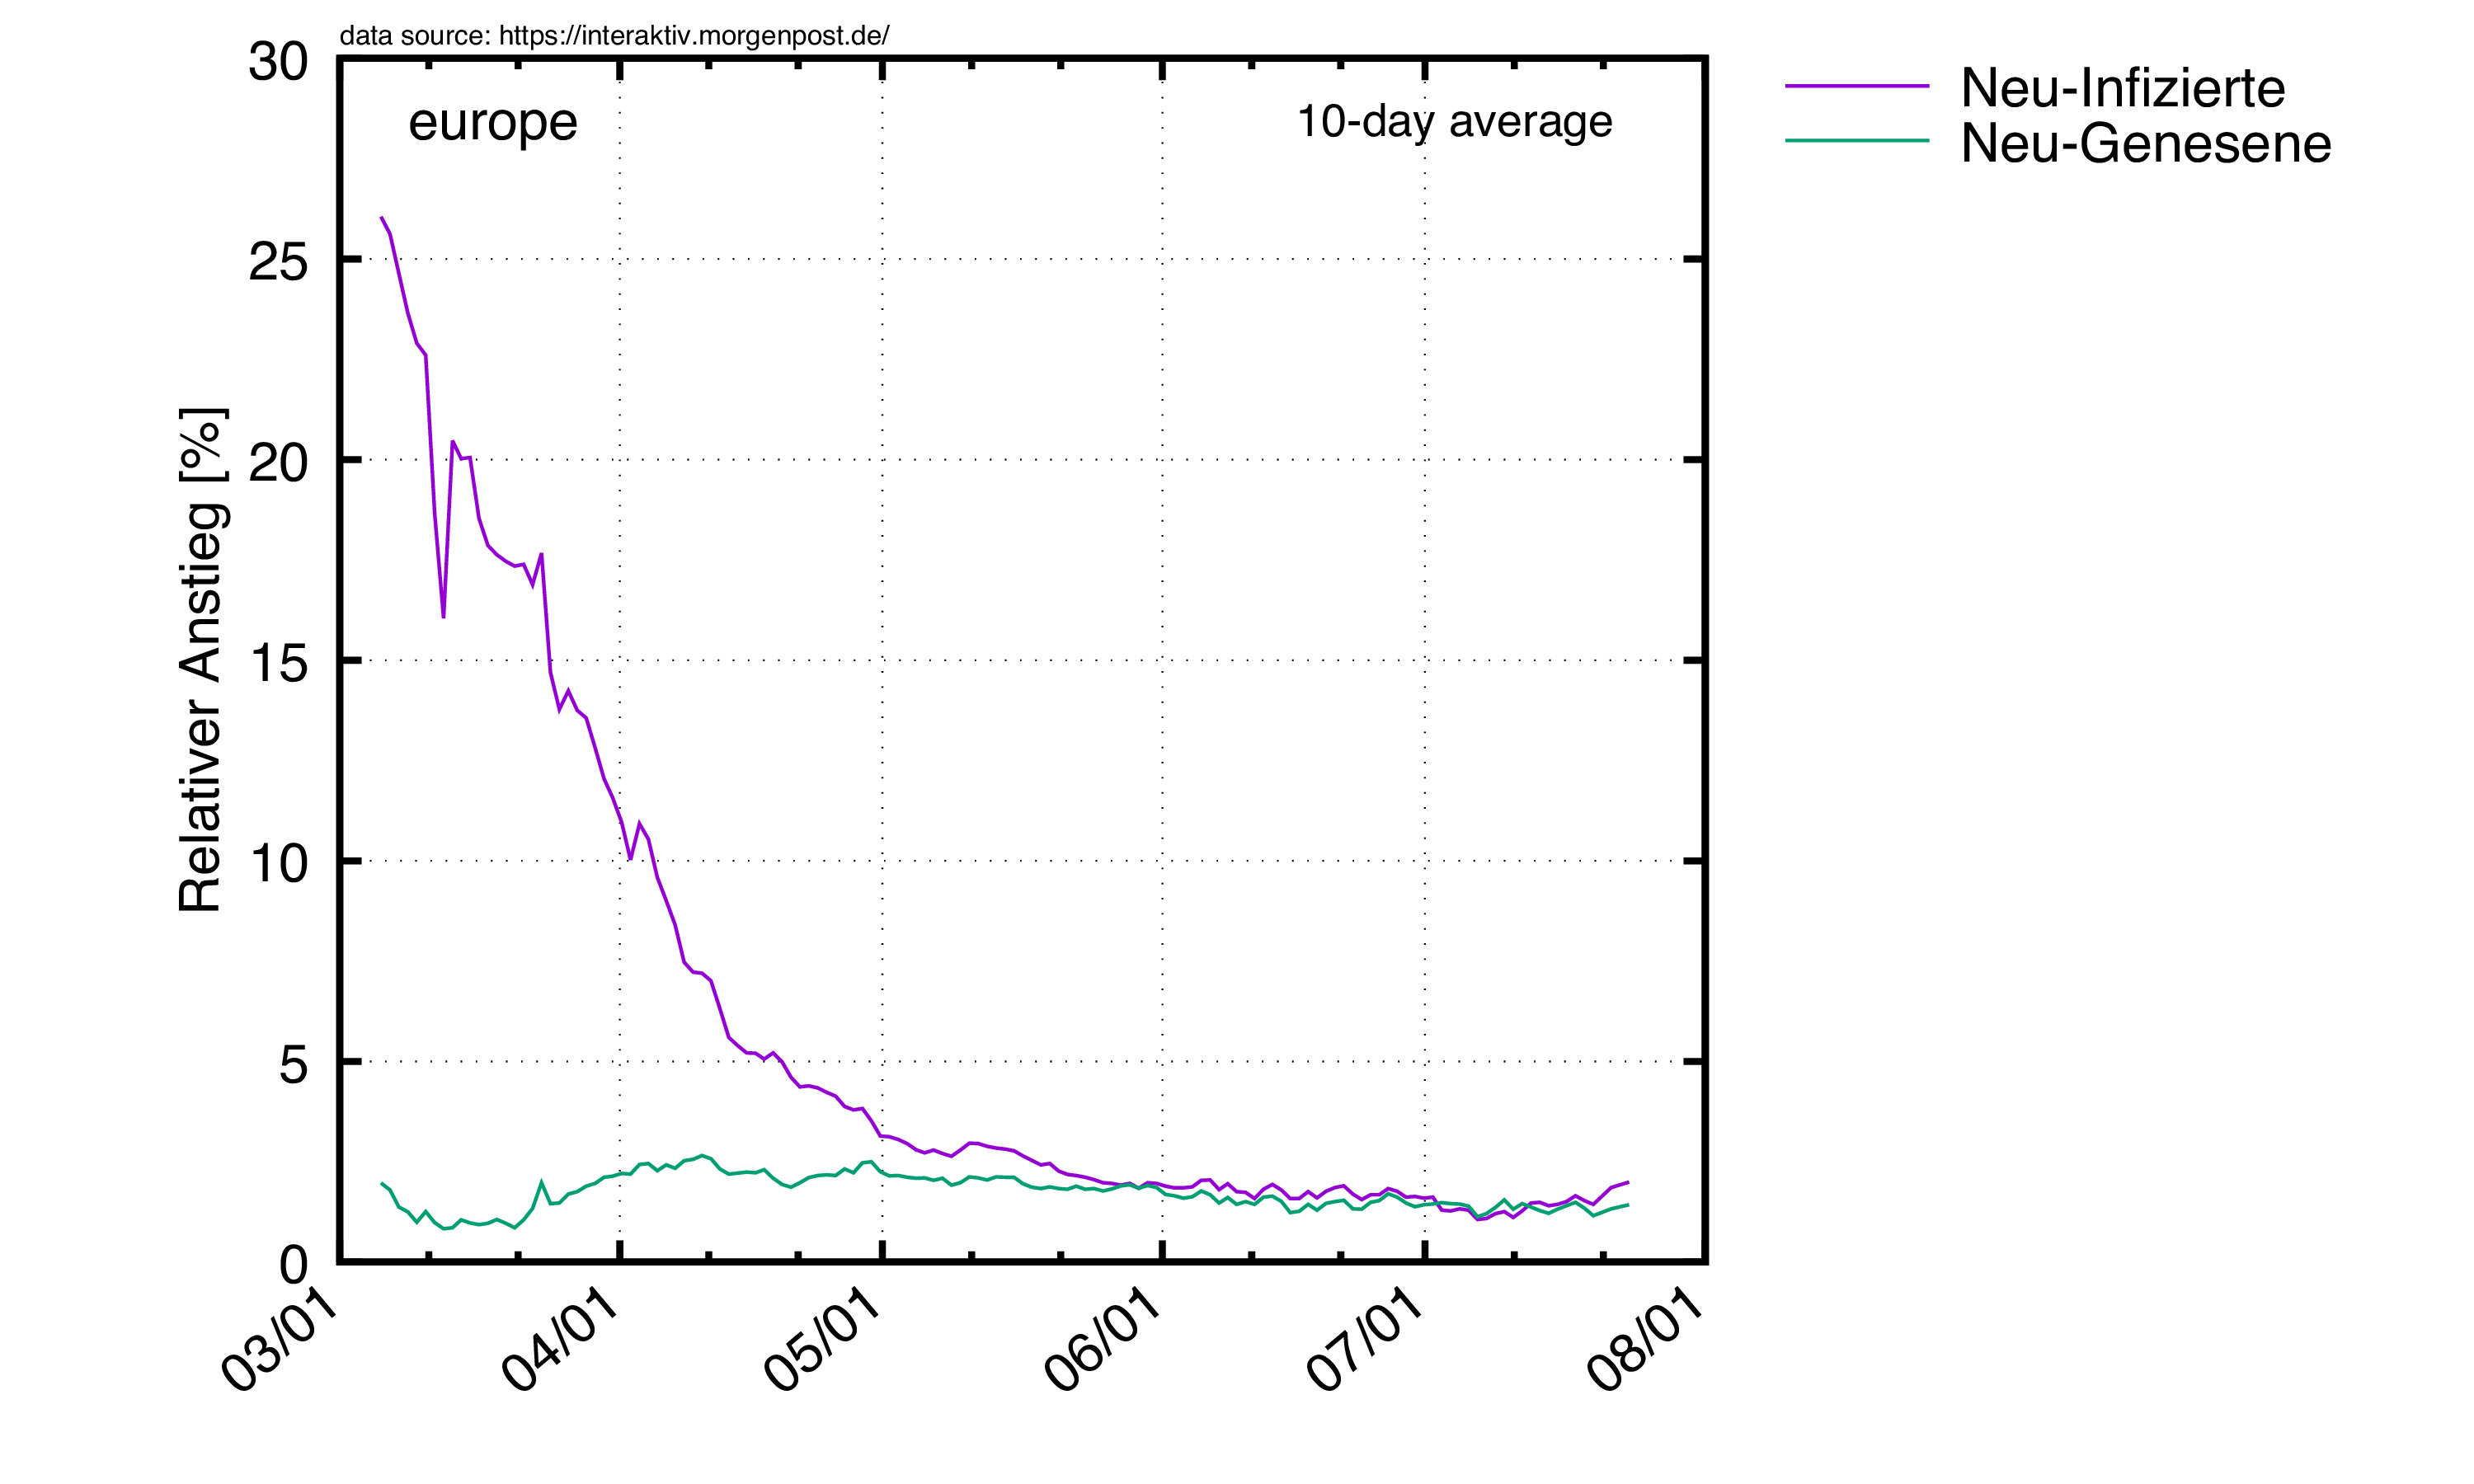 data source: https://interaktiv.morgenpost.de/
30
europe
10-day average
Neu-Infizierte
Neu-Genesene
25
20
15
10
5
0
Relativer Anstieg [%]
03/01
04/01
05/01
06/01
07/01
08/01